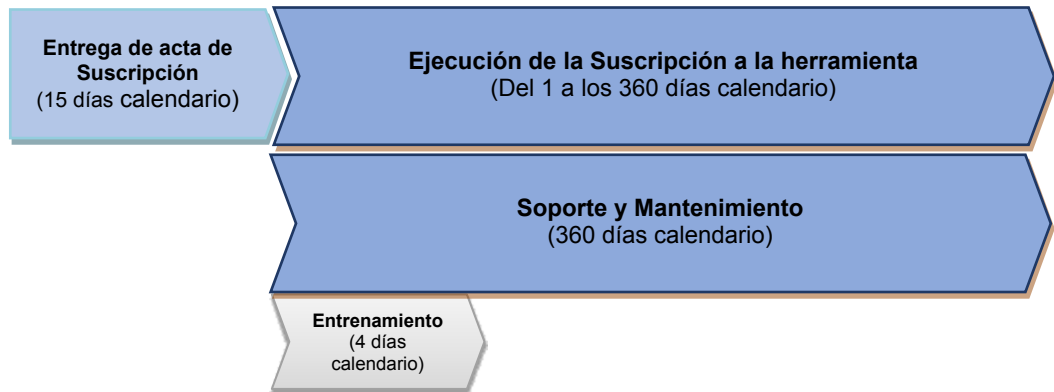 Entrega de acta de
Suscripción
(15 días calendario)
Ejecución de la Suscripción a la herramienta
(Del 1 a los 360 días calendario)
Soporte y Mantenimiento
(360 días calendario)
Entrenamiento
(4 días
calendario)